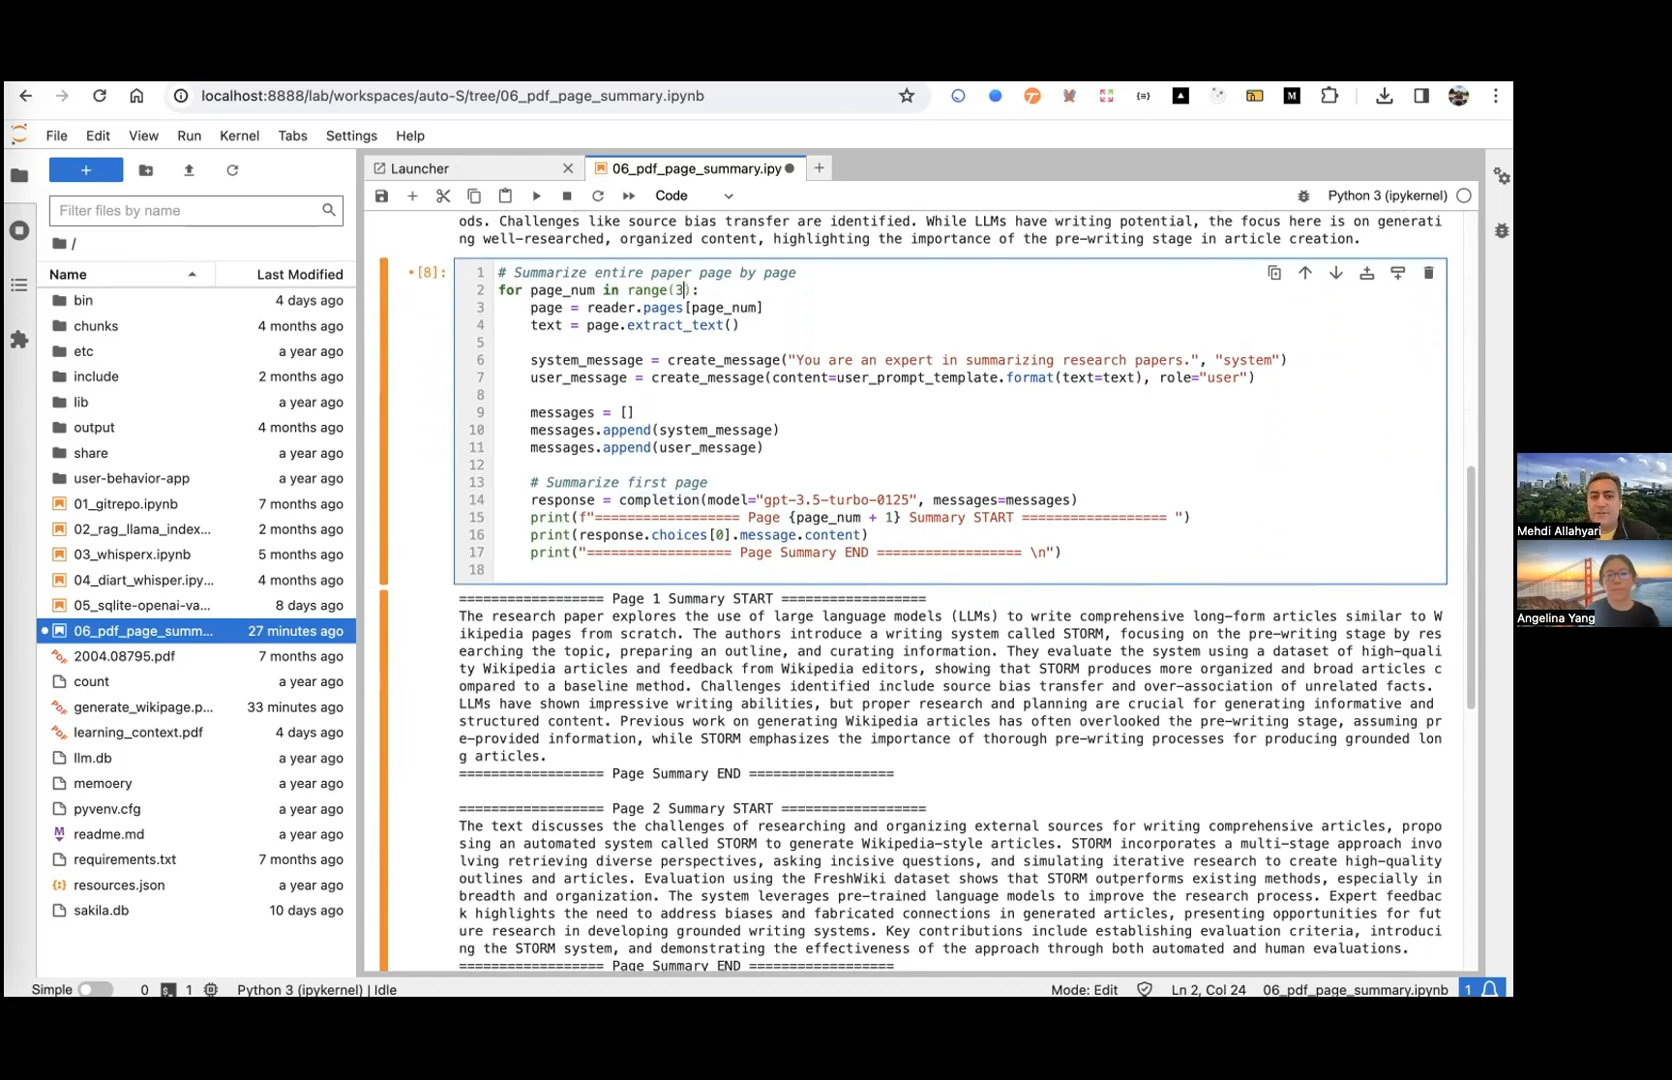 localhost:8888/lab/workspaces/auto-S/tree/06_pdf_page_summary.ipynb
File Edit View Run Kernel Tabs Settings Help
Launcher
06_pdf_page_summary.ipy
Filter files by name
Code
Python 3 (ipykernel)
/
Name Last Modified
bin 4 days ago
chunks 4 months ago
etc a year ago
include 2 months ago
lib a year ago
output 4 months ago
share a year ago
user-behavior-app a year ago
01_gitrepo.ipynb 7 months ago
02_rag_llama_index... 2 months ago
03_whisperx.ipynb 5 months ago
04_diart_whisper.ipy... 4 months ago
05_sqlite-openai-va... 8 days ago
06_pdf_page_summ... 27 minutes ago
2004.08795.pdf 7 months ago
count a year ago
generate_wikipage.p... 33 minutes ago
learning_context.pdf 4 days ago
llm.db a year ago
memoery a year ago
pyvenv.cfg a year ago
readme.md a year ago
requirements.txt 7 months ago
resources.json a year ago
sakila.db 10 days ago
ods. Challenges like source bias transfer are identified. While LLMs have writing potential, the focus here is on generati
ng well-researched, organized content, highlighting the importance of the pre-writing stage in article creation.
[8]:
1 # Summarize entire paper page by page
2 for page_num in range(3):
3 page = reader.pages[page_num]
4 text = page.extract_text()
5
6 system_message = create_message("You are an expert in summarizing research papers.", "system")
7 user_message = create_message(content=user_prompt_template.format(text=text), role="user")
8
9 messages = []
10 messages.append(system_message)
11 messages.append(user_message)
12
13 # Summarize first page
14 response = completion(model="gpt-3.5-turbo-0125", messages=messages)
15 print(f"================== Page {page_num + 1} Summary START ================== ")
16 print(response.choices[0].message.content)
17 print("================== Page Summary END ================== \n")
18
================== Page 1 Summary START ==================
The research paper explores the use of large language models (LLMs) to write comprehensive long-form articles similar to W
ikipedia pages from scratch. The authors introduce a writing system called STORM, focusing on the pre-writing stage by res
earching the topic, preparing an outline, and curating information. They evaluate the system using a dataset of high-quali
ty Wikipedia articles and feedback from Wikipedia editors, showing that STORM produces more organized and broad articles c
ompared to a baseline method. Challenges identified include source bias transfer and over-association of unrelated facts.
LLMs have shown impressive writing abilities, but proper research and planning are crucial for generating informative and
structured content. Previous work on generating Wikipedia articles has often overlooked the pre-writing stage, assuming pr
e-provided information, while STORM emphasizes the importance of thorough pre-writing processes for producing grounded lon
g articles.
================== Page Summary END ==================
================== Page 2 Summary START ==================
The text discusses the challenges of researching and organizing external sources for writing comprehensive articles, propo
sing an automated system called STORM to generate Wikipedia-style articles. STORM incorporates a multi-stage approach invo
lving retrieving diverse perspectives, asking incisive questions, and simulating iterative research to create high-quality
outlines and articles. Evaluation using the FreshWiki dataset shows that STORM outperforms existing methods, especially in
breadth and organization. The system leverages pre-trained language models to improve the research process. Expert feedbac
k highlights the need to address biases and fabricated connections in generated articles, presenting opportunities for fut
ure research in developing grounded writing systems. Key contributions include establishing evaluation criteria, introduci
ng the STORM system, and demonstrating the effectiveness of the approach through both automated and human evaluations.
================== Page Summary END ==================
Mehdi Allahyari
Angelina Yang
Simple 0 1 Python 3 (ipykernel) | Idle Mode: Edit Ln 2, Col 24 06_pdf_page_summary.ipynb 1